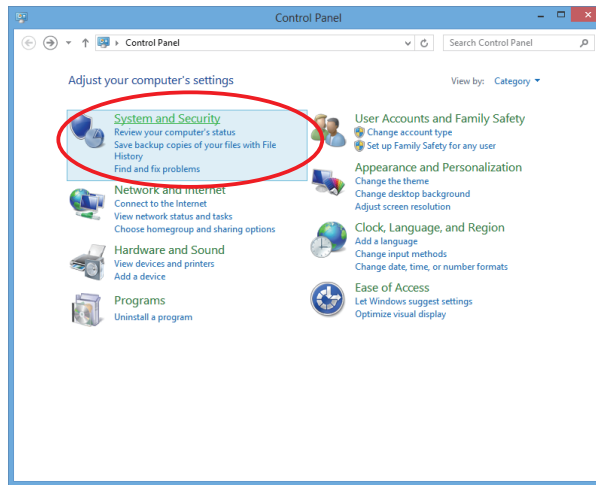 Control Panel
Control Panel
Search Control Panel
Adjust your computer's settings
View by: Category
System and Security
Review your computer's status
Save backup copies of your files with File
History
Find and fix problems
Network and Internet
Connect to the Internet
View network status and tasks
Choose homegroup and sharing options
Hardware and Sound
View devices and printers
Add a device
Programs
Uninstall a program
User Accounts and Family Safety
Change account type
Set up Family Safety for any user
Appearance and Personalization
Change the theme
Change desktop background
Adjust screen resolution
Clock, Language, and Region
Add a language
Change input methods
Change date, time, or number formats
Ease of Access
Let Windows suggest settings
Optimize visual display